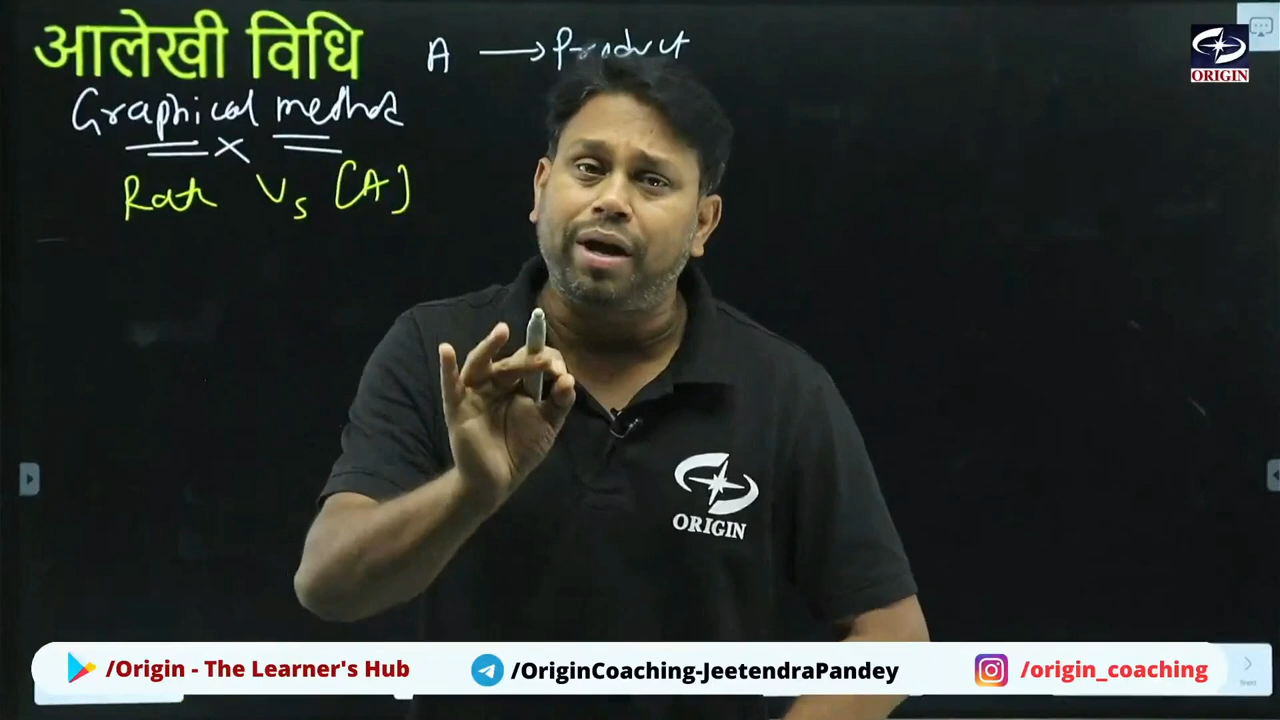 आलेखी विधि
A → Product
Graphical method
Rate Vs [A]
ORIGIN
ORIGIN
/Origin - The Learner's Hub
/OriginCoaching-JeetendraPandey
/origin_coaching